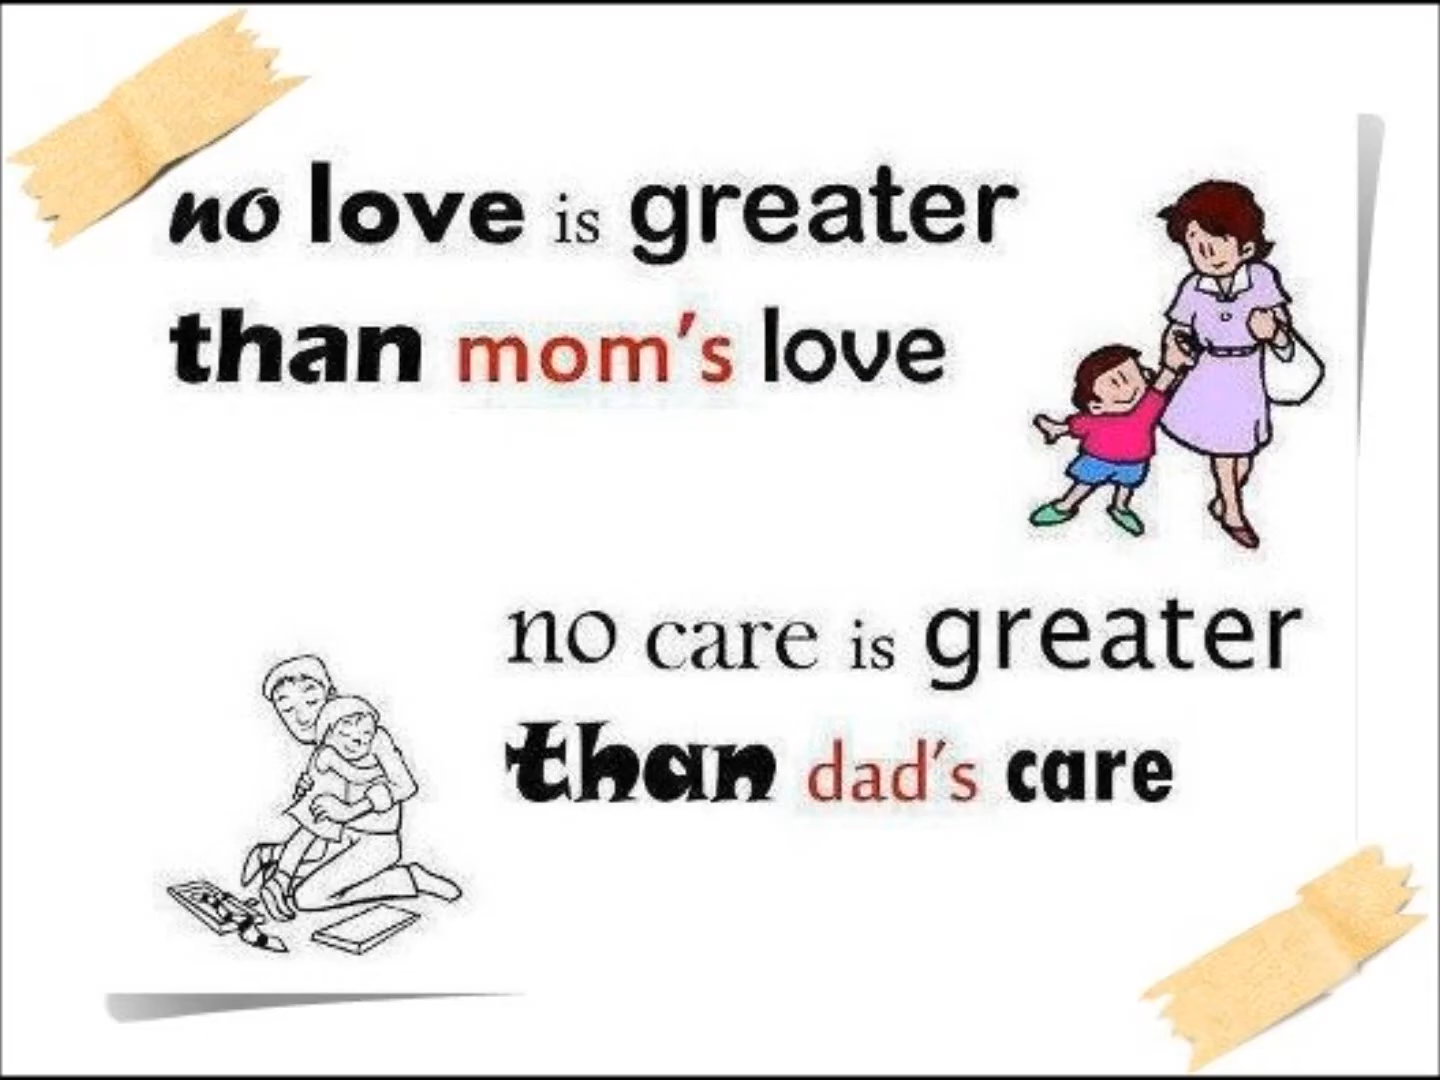 no love is greater
than mom's love
no care is greater
than dad's care